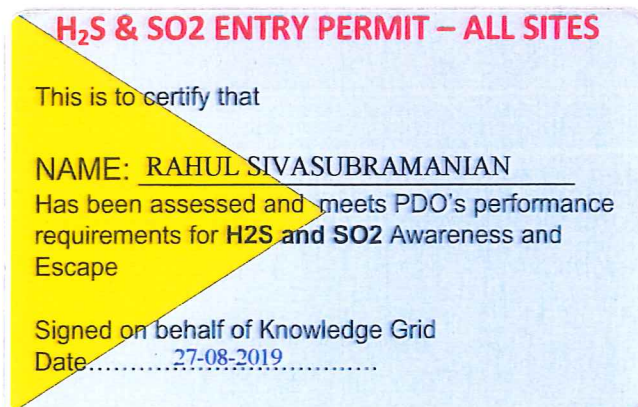 H₂S & SO2 ENTRY PERMIT – ALL SITES
This is to certify that
NAME: RAHUL SIVASUBRAMANIAN
Has been assessed and meets PDO's performance
requirements for H2S and SO2 Awareness and
Escape
Signed on behalf of Knowledge Grid
Date.......27-08-2019.......